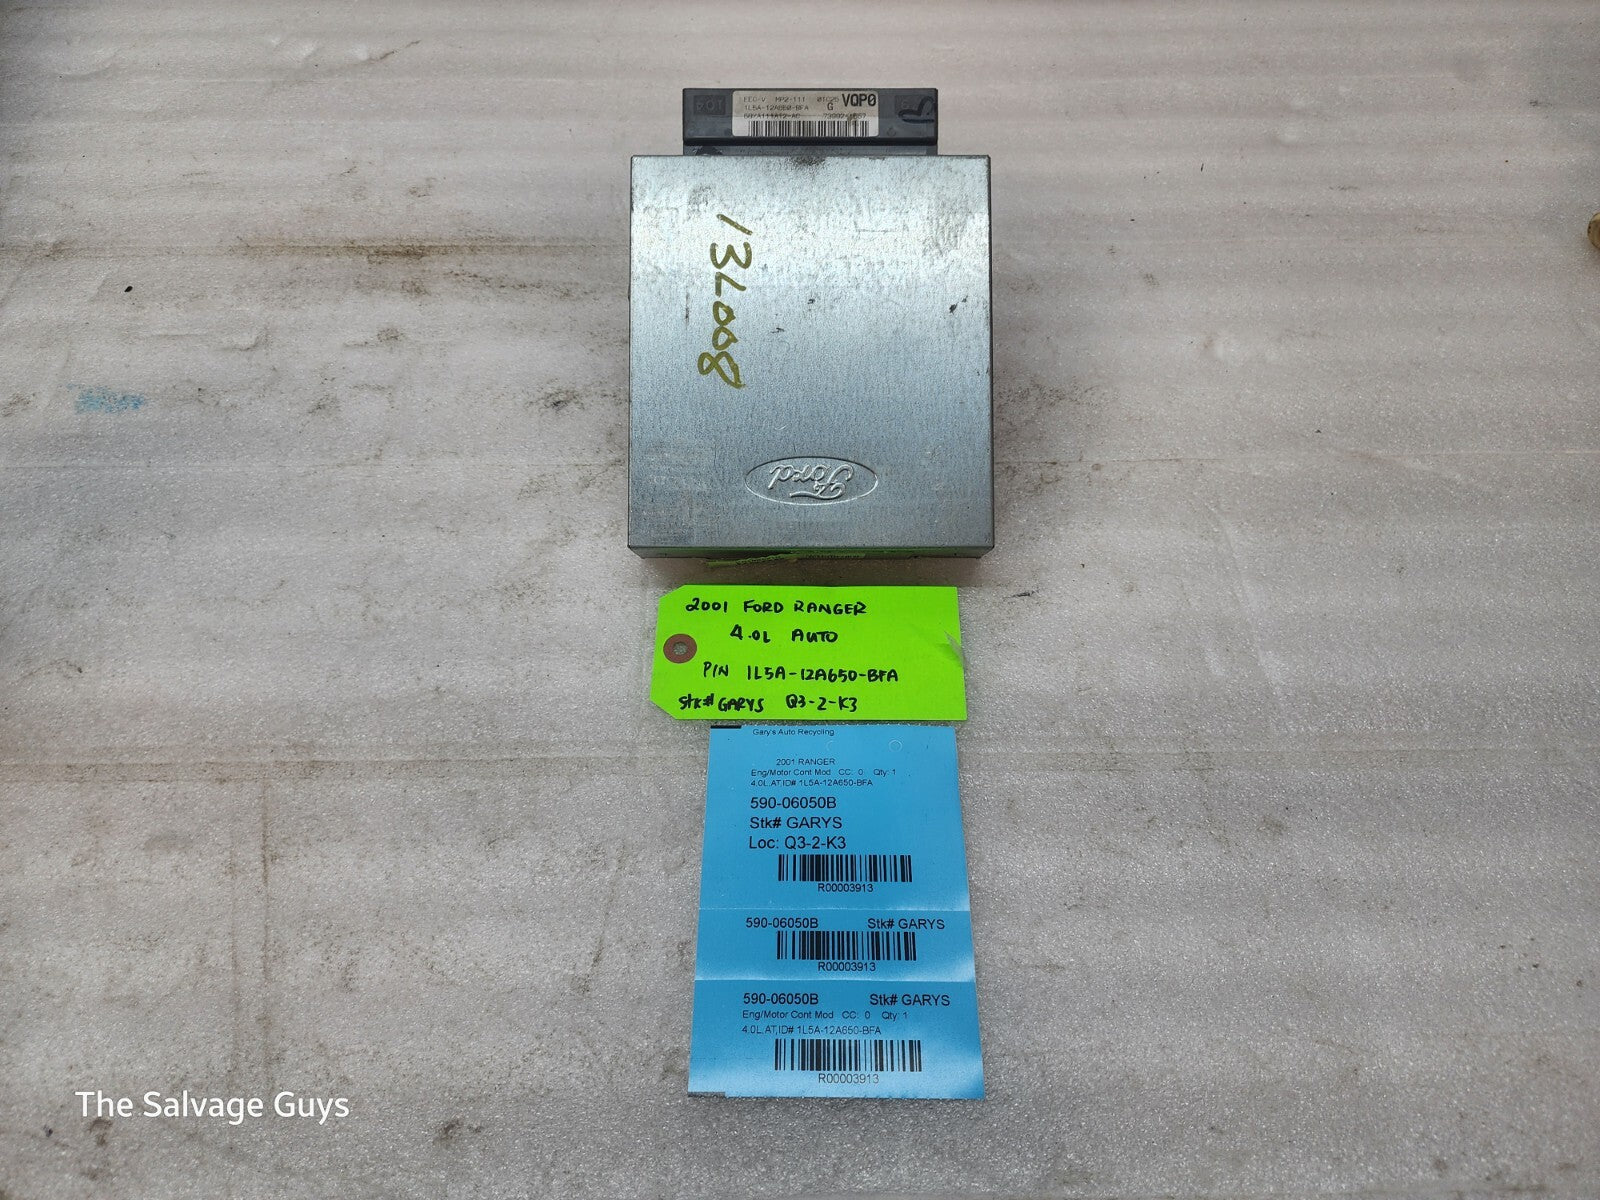 EEC-V MP2-111 VQP0
1L5A-12A650-BFA G
13L008
Ford
2001 FORD RANGER
4.0L AUTO
P/N 1L5A-12A650-BFA
Stk# GARYS Q3-2-K3
Gary's Auto Recycling
2001 RANGER
Eng/Motor Cont Mod CC: 0 Qty: 1
4.0L,AT,ID# 1L5A-12A650-BFA
590-06050B
Stk# GARYS
Loc: Q3-2-K3
R00003913
590-06050B Stk# GARYS
R00003913
590-06050B Stk# GARYS
Eng/Motor Cont Mod CC: 0 Qty: 1
4.0L,AT,ID# 1L5A-12A650-BFA
R00003913
The Salvage Guys